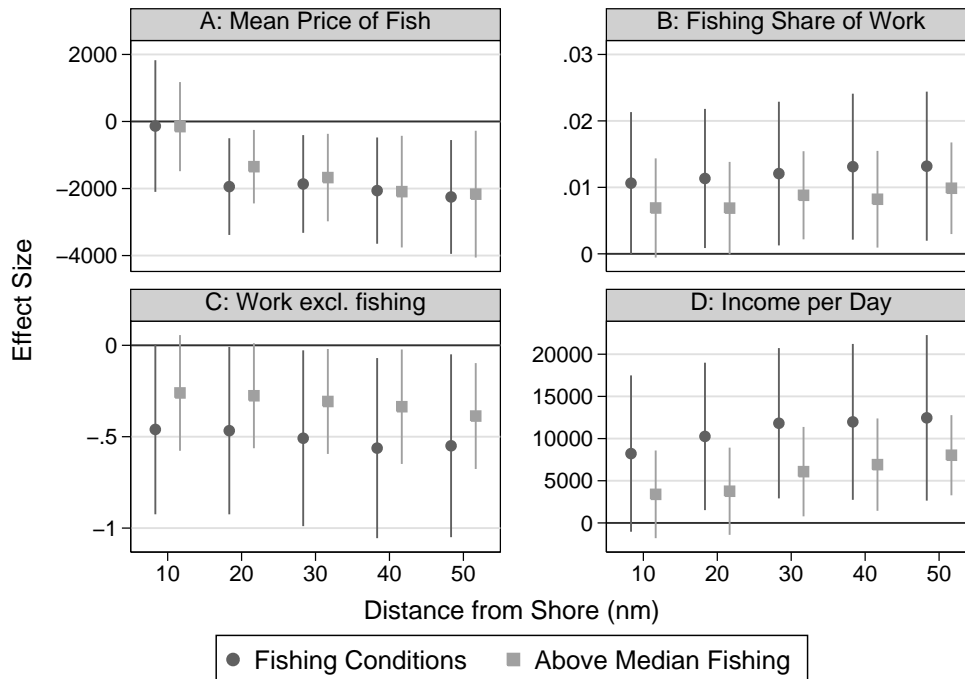 A: Mean Price of Fish
B: Fishing Share of Work
2000
0
−2000
−4000
.03
.02
.01
0
C: Work excl. fishing
D: Income per Day
0
−.5
−1
20000
15000
10000
5000
0
10 20 30 40 50
10 20 30 40 50
Effect Size
Distance from Shore (nm)
Fishing Conditions
Above Median Fishing